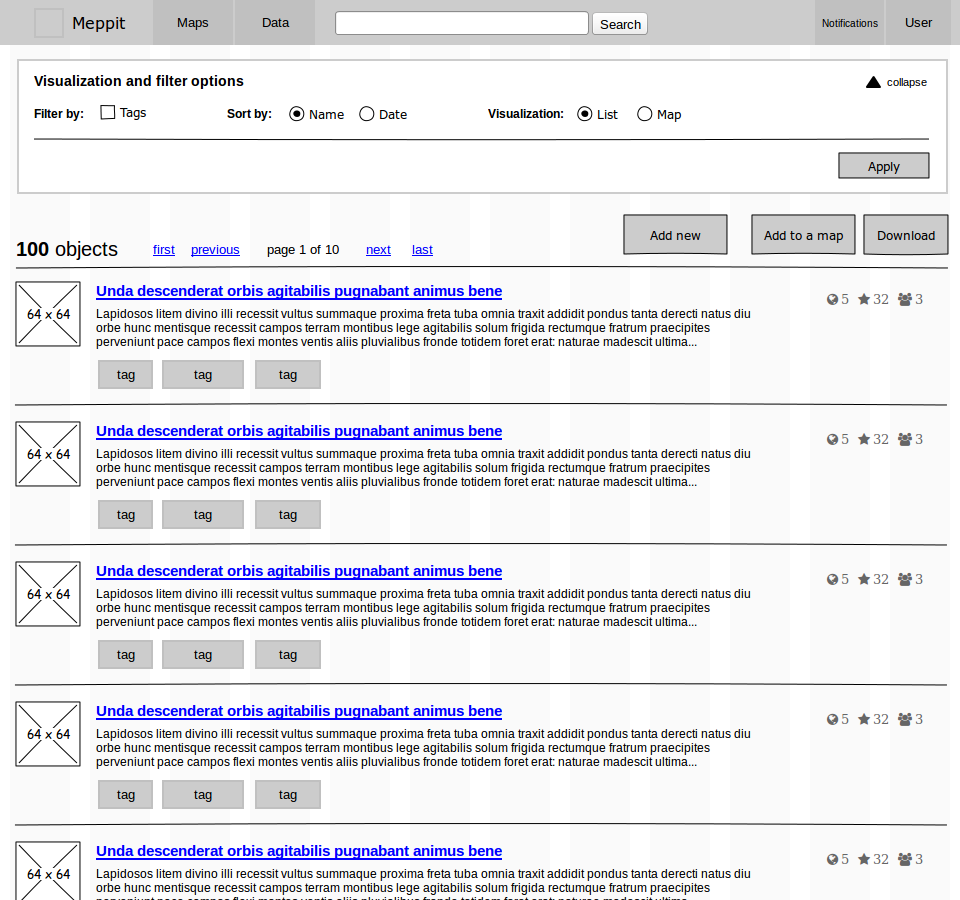 Meppit Maps Data Search Notifications User
Visualization and filter options collapse
Filter by: Tags Sort by: Name Date Visualization: List Map
Apply
100 objects first previous page 1 of 10 next last Add new Add to a map Download
Unda descenderat orbis agitabilis pugnabant animus bene 5 32 3
64 x 64
Lapidosos litem divino illi recessit vultus summaque proxima freta tuba omnia traxit addidit pondus tanta derecti natus diu
orbe hunc mentisque recessit campos terram montibus lege agitabilis solum frigida rectumque fratrum praecipites
perveniunt pace campos flexi montes ventis aliis pluvialibus fronde totidem foret erat: naturae madescit ultima...
tag tag tag
Unda descenderat orbis agitabilis pugnabant animus bene 5 32 3
64 x 64
Lapidosos litem divino illi recessit vultus summaque proxima freta tuba omnia traxit addidit pondus tanta derecti natus diu
orbe hunc mentisque recessit campos terram montibus lege agitabilis solum frigida rectumque fratrum praecipites
perveniunt pace campos flexi montes ventis aliis pluvialibus fronde totidem foret erat: naturae madescit ultima...
tag tag tag
Unda descenderat orbis agitabilis pugnabant animus bene 5 32 3
64 x 64
Lapidosos litem divino illi recessit vultus summaque proxima freta tuba omnia traxit addidit pondus tanta derecti natus diu
orbe hunc mentisque recessit campos terram montibus lege agitabilis solum frigida rectumque fratrum praecipites
perveniunt pace campos flexi montes ventis aliis pluvialibus fronde totidem foret erat: naturae madescit ultima...
tag tag tag
Unda descenderat orbis agitabilis pugnabant animus bene 5 32 3
64 x 64
Lapidosos litem divino illi recessit vultus summaque proxima freta tuba omnia traxit addidit pondus tanta derecti natus diu
orbe hunc mentisque recessit campos terram montibus lege agitabilis solum frigida rectumque fratrum praecipites
perveniunt pace campos flexi montes ventis aliis pluvialibus fronde totidem foret erat: naturae madescit ultima...
tag tag tag
Unda descenderat orbis agitabilis pugnabant animus bene 5 32 3
64 x 64
Lapidosos litem divino illi recessit vultus summaque proxima freta tuba omnia traxit addidit pondus tanta derecti natus diu
orbe hunc mentisque recessit campos terram montibus lege agitabilis solum frigida rectumque fratrum praecipites